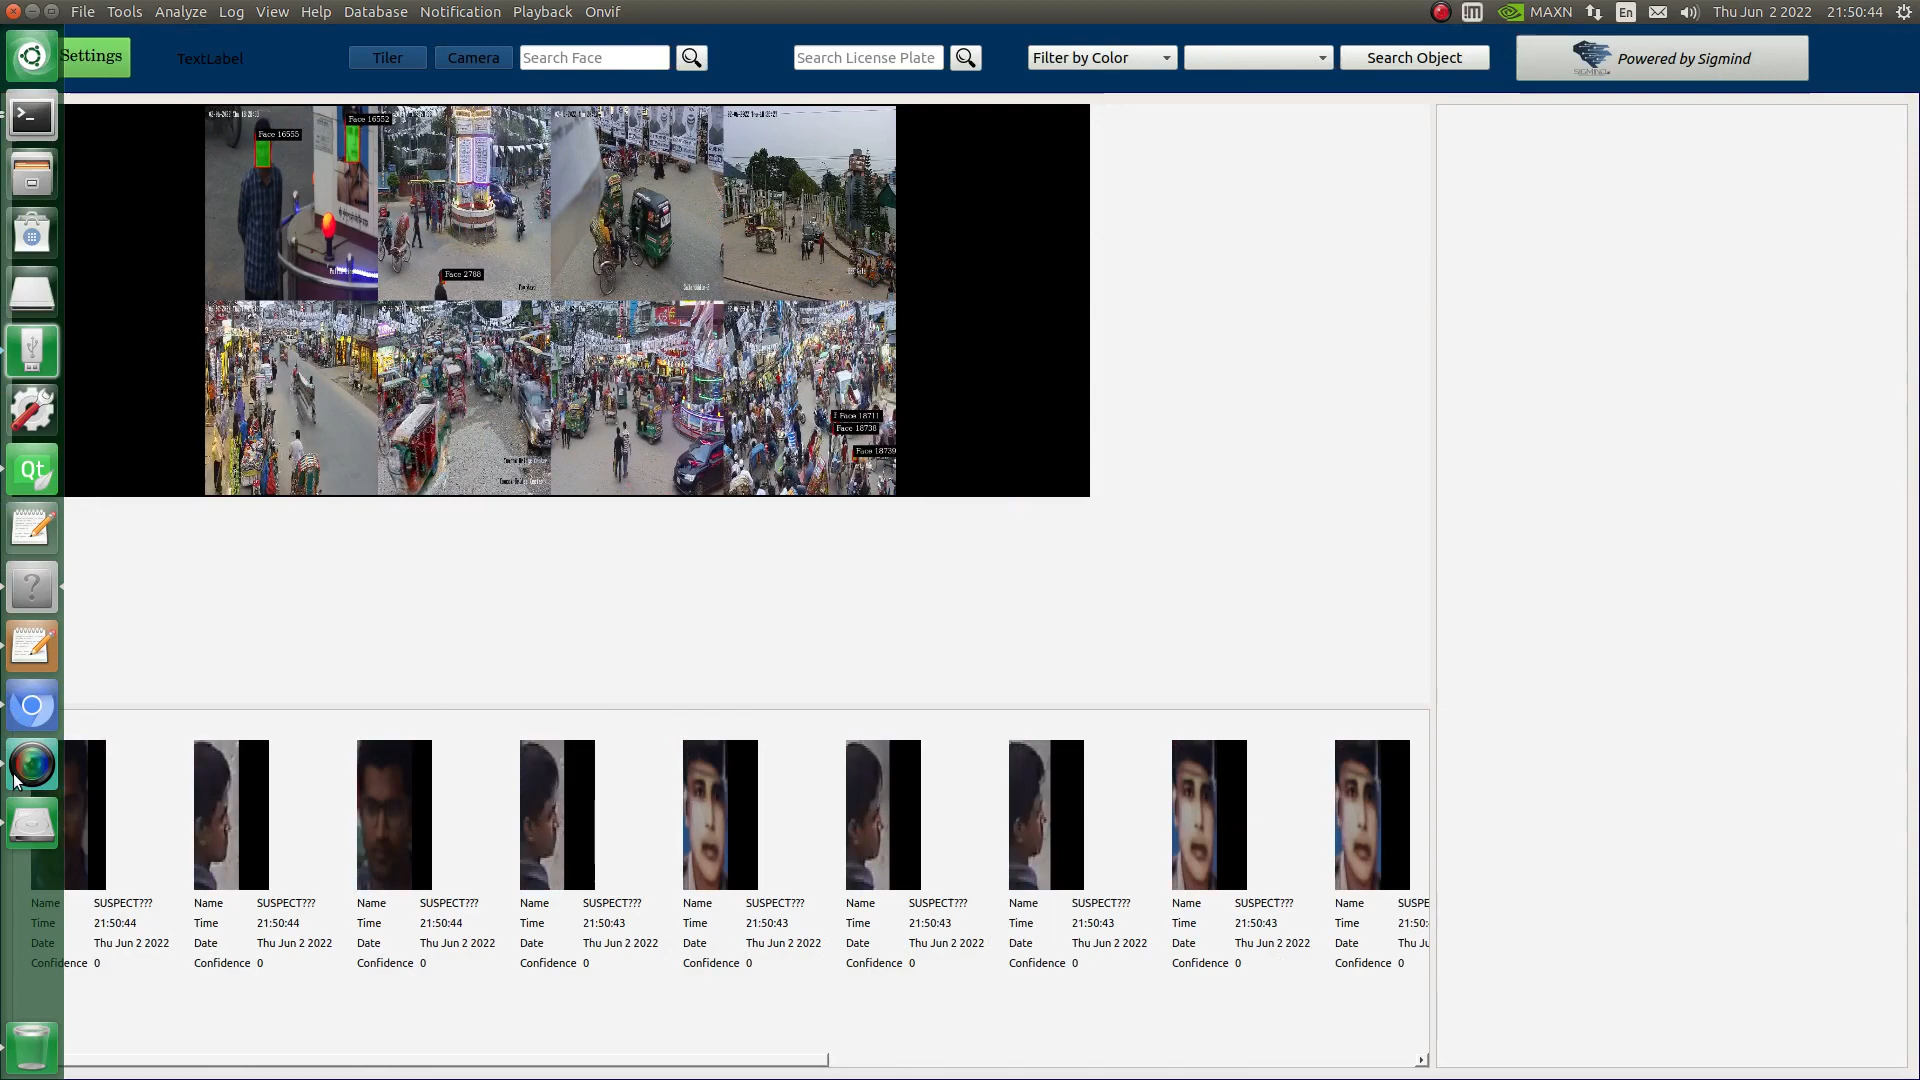 File Tools Analyze Log View Help Database Notification Playback Onvif
MAXN En Thu Jun 2 2022 21:50:44
Settings TextLabel Tiler Camera Search Face Search License Plate Filter by Color Search Object SIGMIND Powered by Sigmind
Face 16552
Face 16555
Face 2788
Face 18711
Face 18738
Face 18739
Qt
Name SUSPECT??? Name SUSPECT??? Name SUSPECT??? Name SUSPECT??? Name SUSPECT??? Name SUSPECT??? Name SUSPECT??? Name SUSPECT??? Name SUSPE
Time 21:50:44 Time 21:50:44 Time 21:50:44 Time 21:50:43 Time 21:50:43 Time 21:50:43 Time 21:50:43 Time 21:50:43 Time 21:50:
Date Thu Jun 2 2022 Date Thu Jun 2 2022 Date Thu Jun 2 2022 Date Thu Jun 2 2022 Date Thu Jun 2 2022 Date Thu Jun 2 2022 Date Thu Jun 2 2022 Date Thu Jun 2 2022 Date Thu Ju
Confidence 0 Confidence 0 Confidence 0 Confidence 0 Confidence 0 Confidence 0 Confidence 0 Confidence 0 Confidence 0